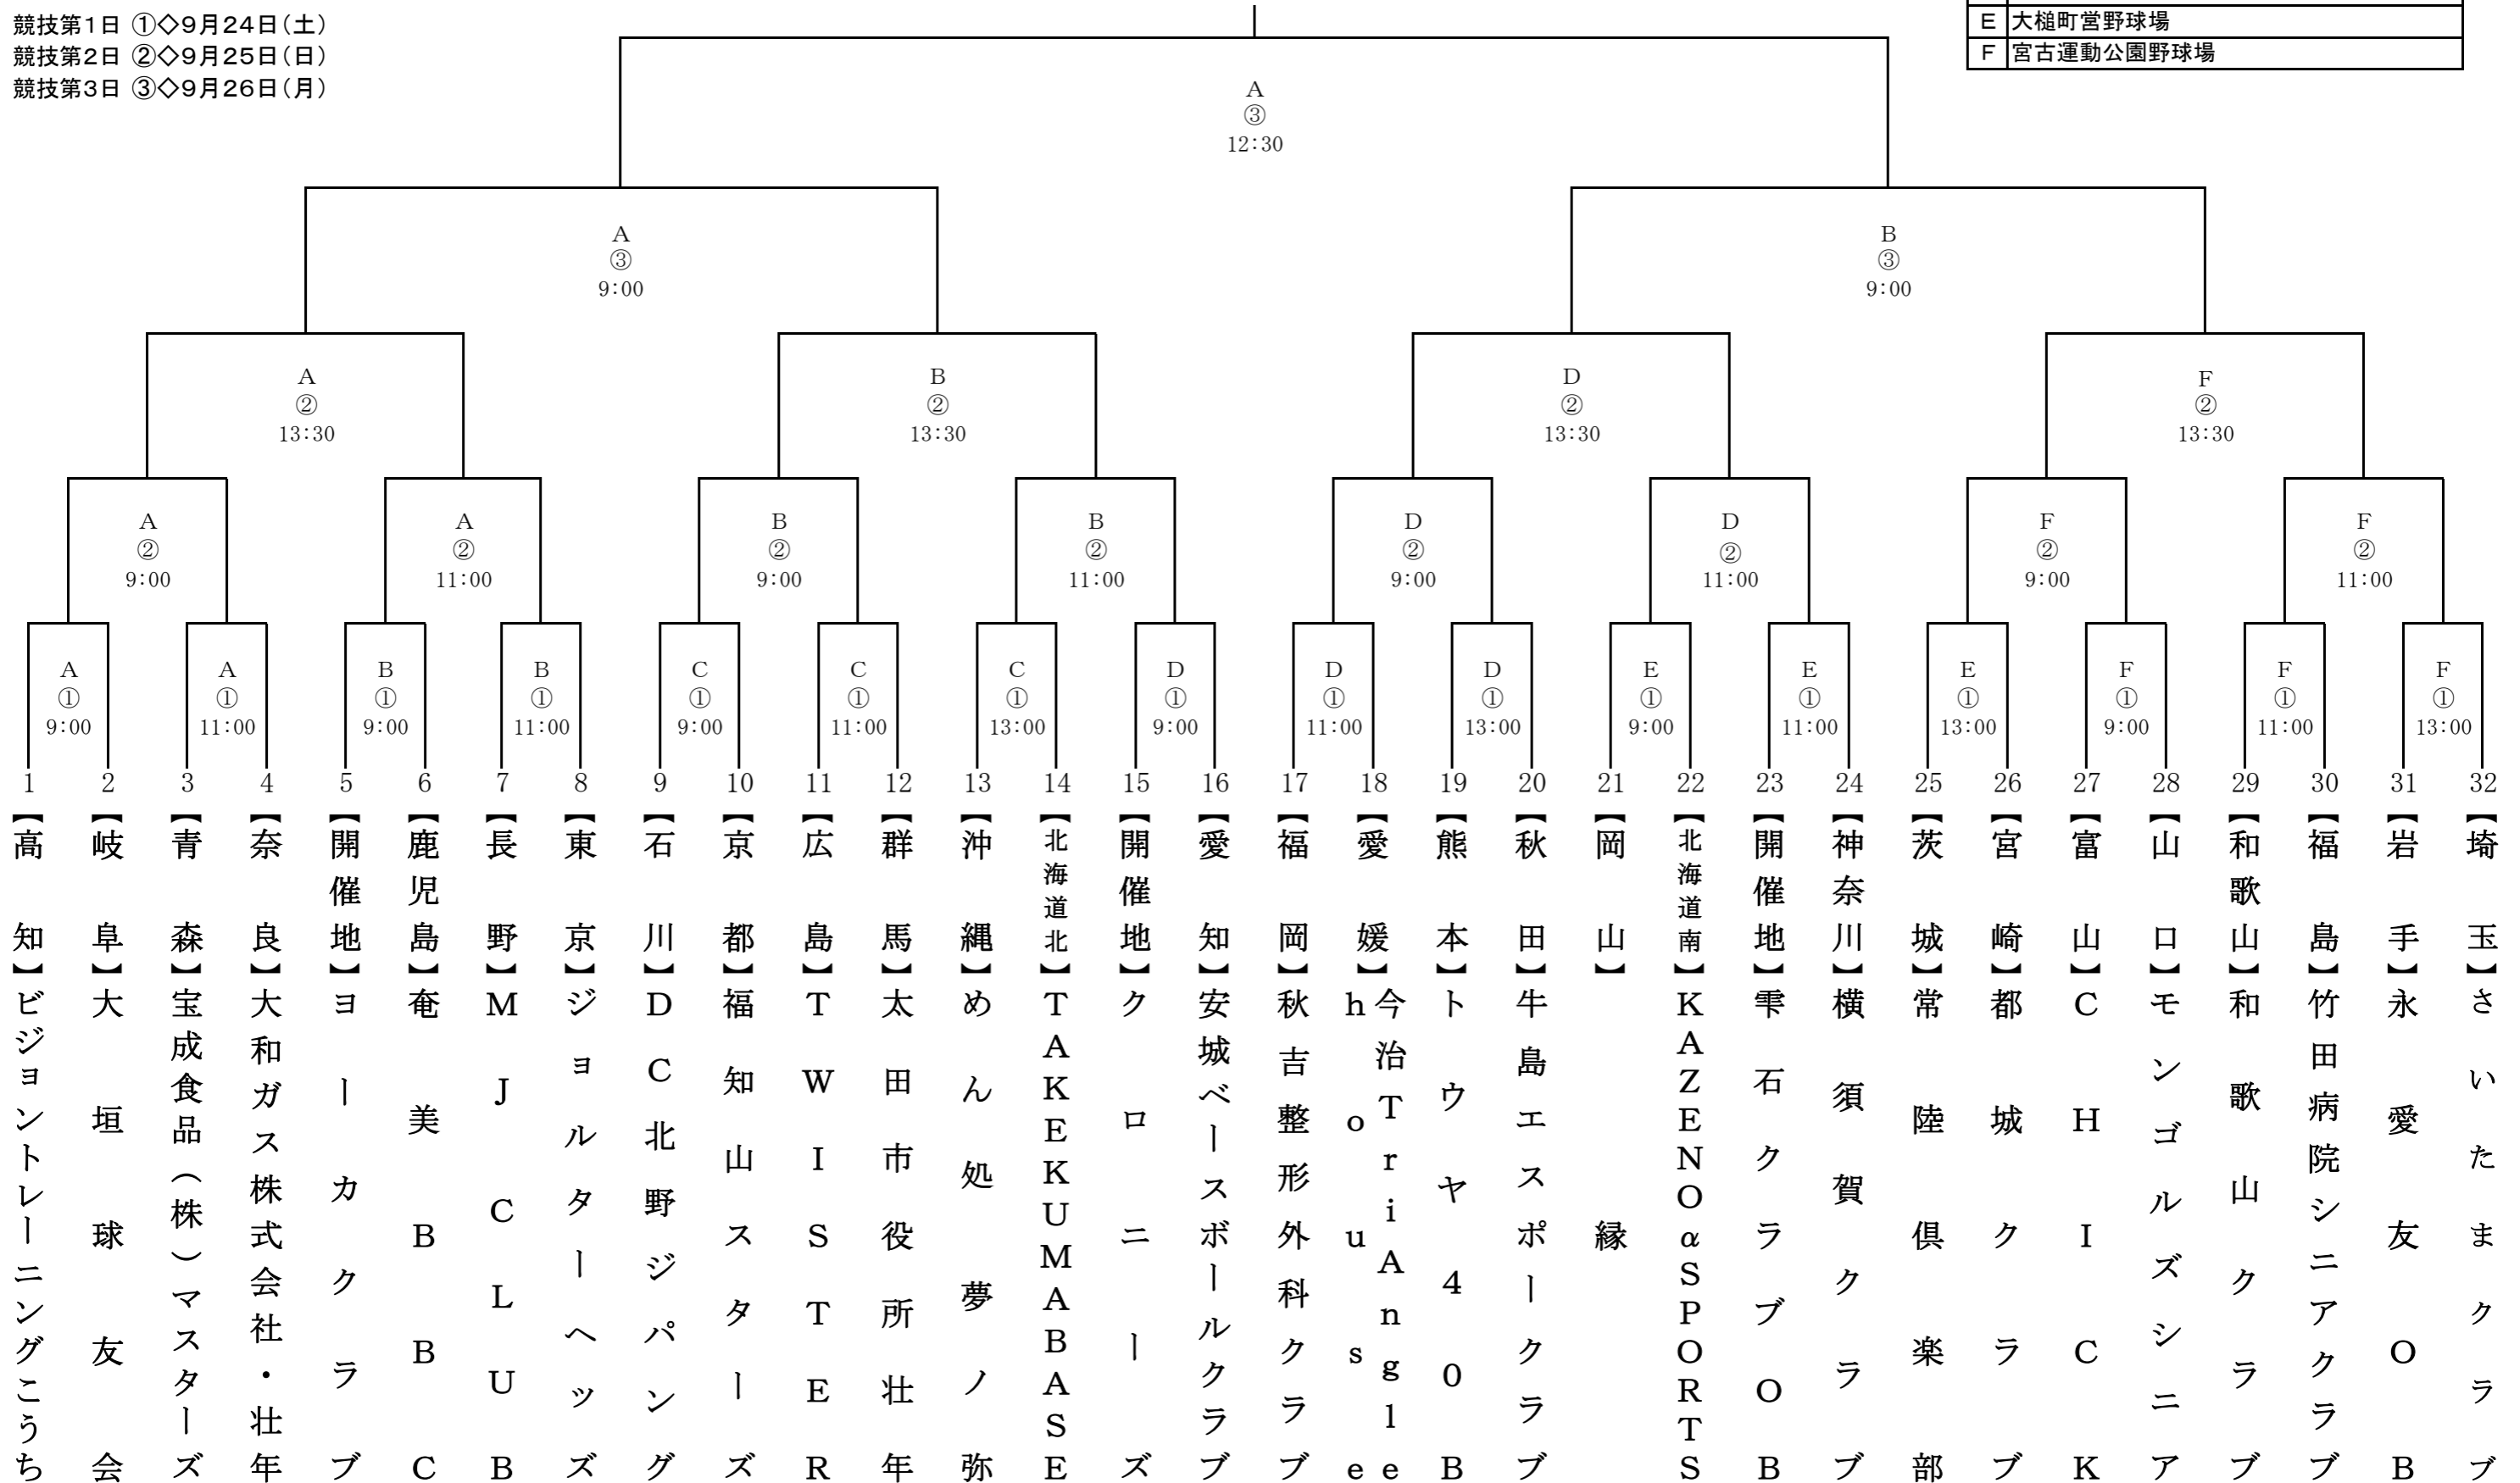 競技第1日 ①◇9月24日(土)
競技第2日 ②◇9月25日(日)
競技第3日 ③◇9月26日(月)
E 大槌町営野球場
F 宮古運動公園野球場
A
③
12:30
A
③
9:00
B
③
9:00
A
②
13:30
B
②
13:30
D
②
13:30
F
②
13:30
A
②
9:00
A
②
11:00
B
②
9:00
B
②
11:00
D
②
9:00
D
②
11:00
F
②
9:00
F
②
11:00
A
①
9:00
A
①
11:00
B
①
9:00
B
①
11:00
C
①
9:00
C
①
11:00
C
①
13:00
D
①
9:00
D
①
11:00
D
①
13:00
E
①
9:00
E
①
11:00
E
①
13:00
F
①
9:00
F
①
11:00
F
①
13:00
1 【高知】ビジョントレーニングこうち
2 【岐阜】大垣球友会
3 【青森】宝成食品(株)マスターズ
4 【奈良】大和ガス株式会社・壮年
5 【開催地】ヨーカクラブ
6 【鹿児島】奄美BBC
7 【長野】MJCLUB
8 【東京】ジョルターヘッズ
9 【石川】DC北野ジパング
10 【京都】福知山スターズ
11 【広島】TWISTER
12 【群馬】太田市役所壮年
13 【沖縄】めん処夢ノ弥
14 【北海道北】TAKEKUMABASE
15 【開催地】クローニーズ
16 【愛知】安城ベースボールクラブ
17 【福岡】秋吉整形外科クラブ
18 【愛媛】今治TriAngle
house
19 【熊本】トウヤ40B
20 【秋田】牛島エスポークラブ
21 【岡山】縁
22 【北海道南】KAZENOαSPORTS
23 【開催地】雫石クラブOB
24 【神奈川】横須賀クラブ
25 【茨城】常陸倶楽部
26 【宮崎】都城クラブ
27 【富山】CHICK
28 【山口】モンゴルズシニア
29 【和歌山】和歌山クラブ
30 【福島】竹田病院シニアクラブ
31 【岩手】永愛友OB
32 【埼玉】さいたまクラブ